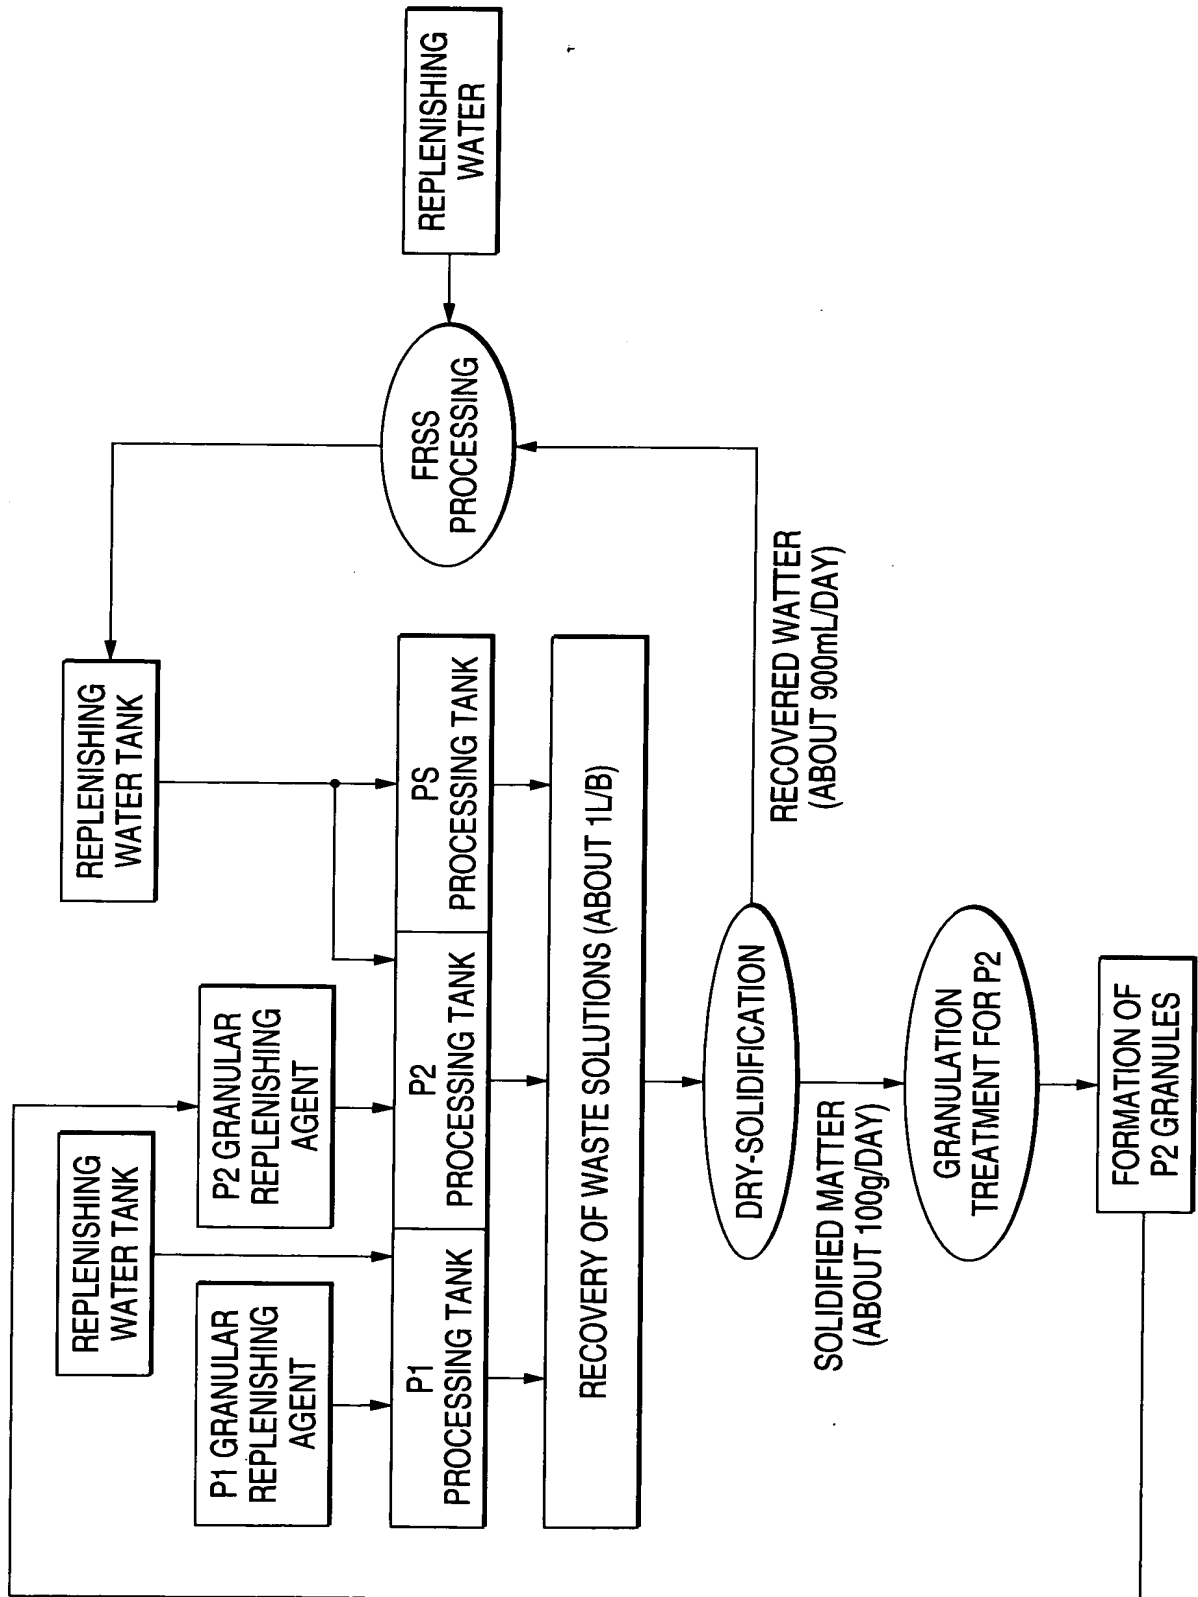 REPLENISHING
WATER TANK
P1 GRANULAR
REPLENISHING
AGENT
REPLENISHING
WATER TANK
P2 GRANULAR
REPLENISHING
AGENT
REPLENISHING
WATER
FRSS
PROCESSING
P1
PROCESSING TANK
P2
PROCESSING TANK
PS
PROCESSING TANK
RECOVERY OF WASTE SOLUTIONS (ABOUT 1L/B)
DRY-SOLIDIFICATION
RECOVERED WATTER
(ABOUT 900mL/DAY)
SOLIDIFIED MATTER
(ABOUT 100g/DAY)
GRANULATION
TREATMENT FOR P2
FORMATION OF
P2 GRANULES